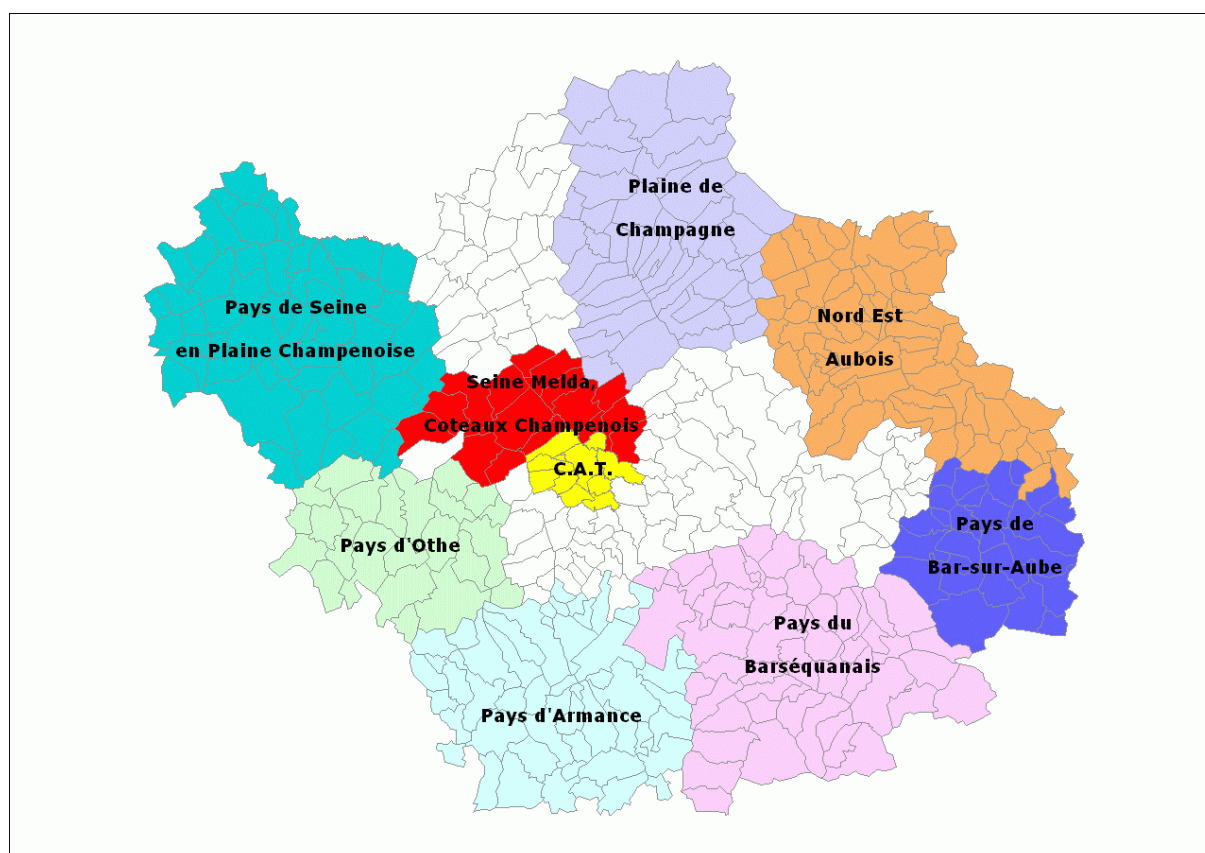 Plaine de
Champagne
Pays de Seine
en Plaine Champenoise
Nord Est
Aubois
Seine Melda,
Coteaux Champenois
C.A.T.
Pays d'Othe
Pays de
Bar-sur-Aube
Pays du
Barséquanais
Pays d'Armance